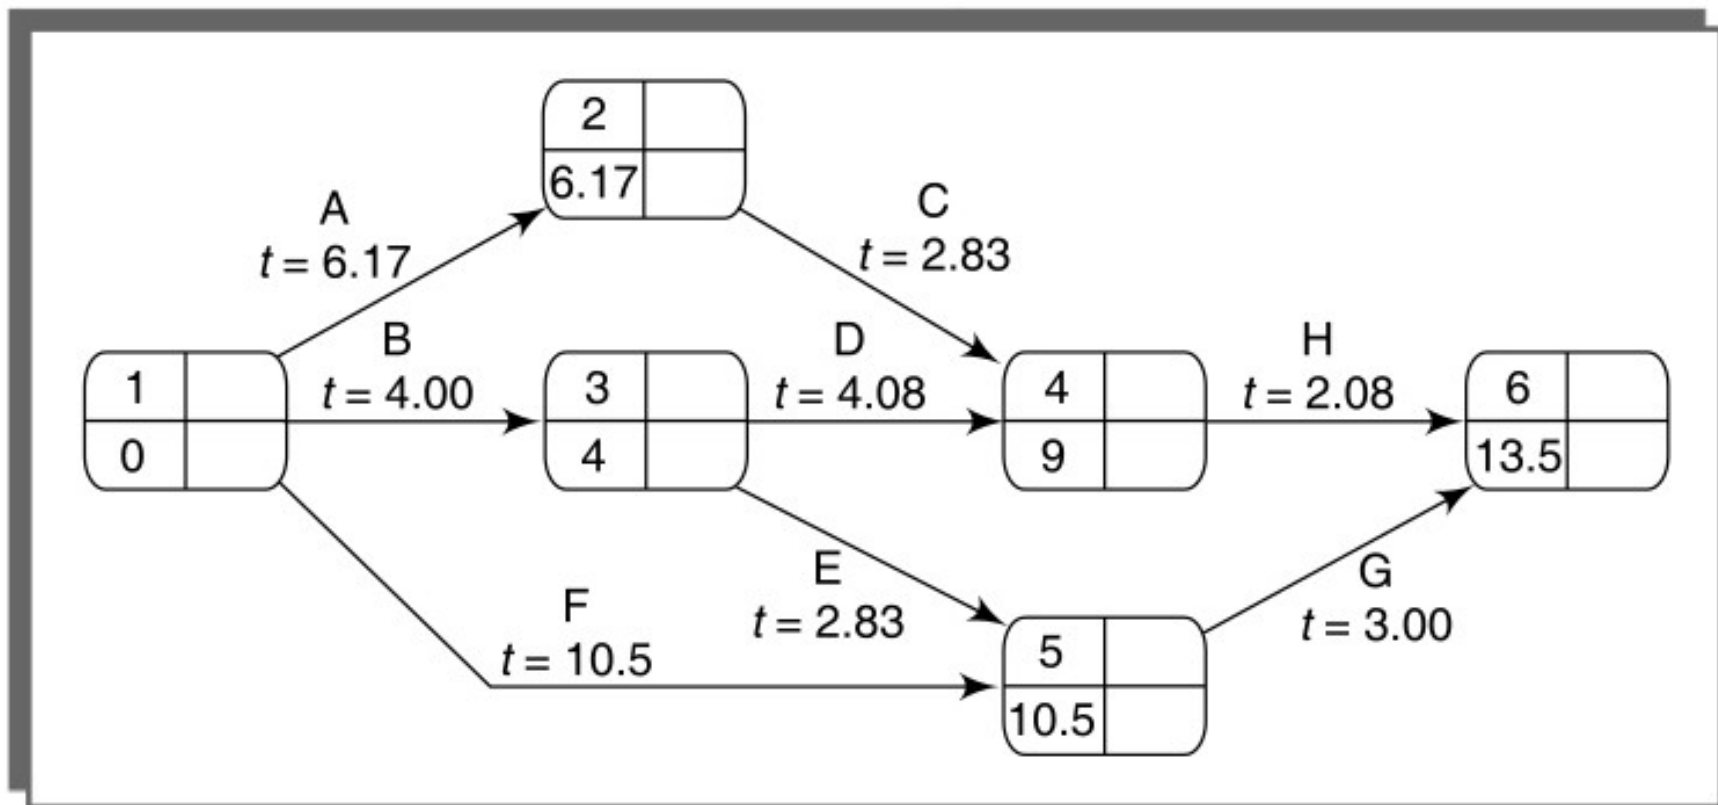 2
6.17
A
t = 6.17
C
t = 2.83
1
0
B
t = 4.00
3
4
D
t = 4.08
4
9
H
t = 2.08
6
13.5
F
t = 10.5
E
t = 2.83
5
10.5
G
t = 3.00